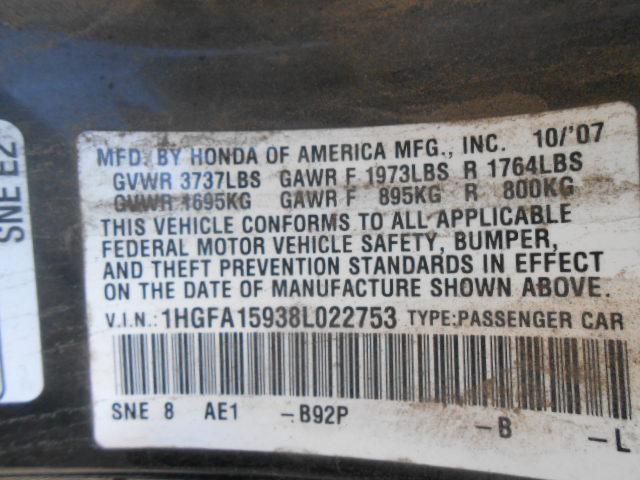 SNE E2
MFD. BY HONDA OF AMERICA MFG., INC. 10/'07
GVWR 3737LBS GAWR F 1973LBS R 1764LBS
GVWR 1695KG GAWR F 895KG R 800KG
THIS VEHICLE CONFORMS TO ALL APPLICABLE
FEDERAL MOTOR VEHICLE SAFETY, BUMPER,
AND THEFT PREVENTION STANDARDS IN EFFECT
ON THE DATE OF MANUFACTURE SHOWN ABOVE.
V.I.N.: 1HGFA15938L022753 TYPE:PASSENGER CAR
SNE 8 AE1 -B92P -B -L